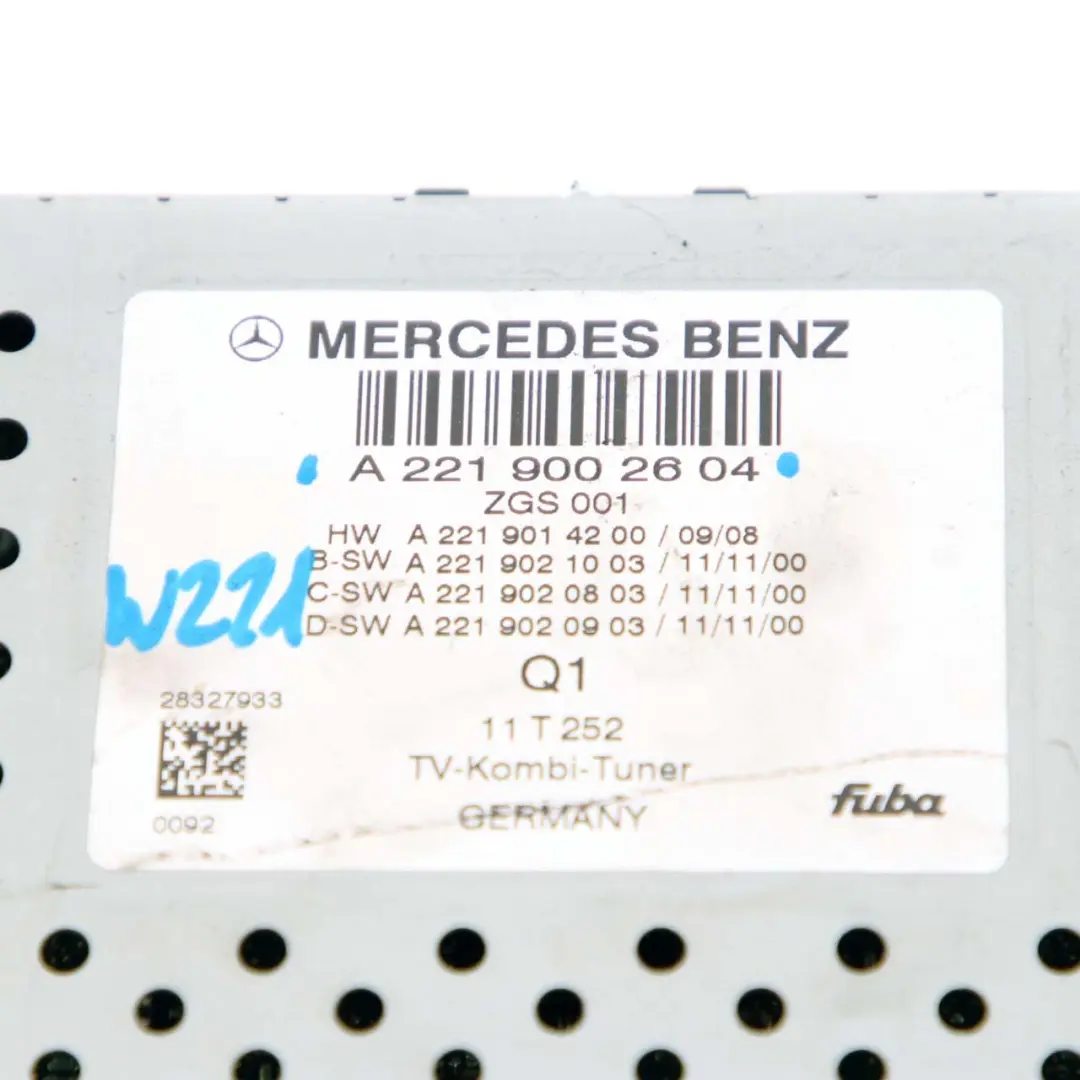 MERCEDES BENZ
A 221 900 26 04
ZGS 001
HW A 221 901 42 00 / 09/08
B-SW A 221 902 10 03 / 11/11/00
C-SW A 221 902 08 03 / 11/11/00
D-SW A 221 902 09 03 / 11/11/00
W221
Q1
28327933
11 T 252
TV-Kombi-Tuner
0092
GERMANY
fuba